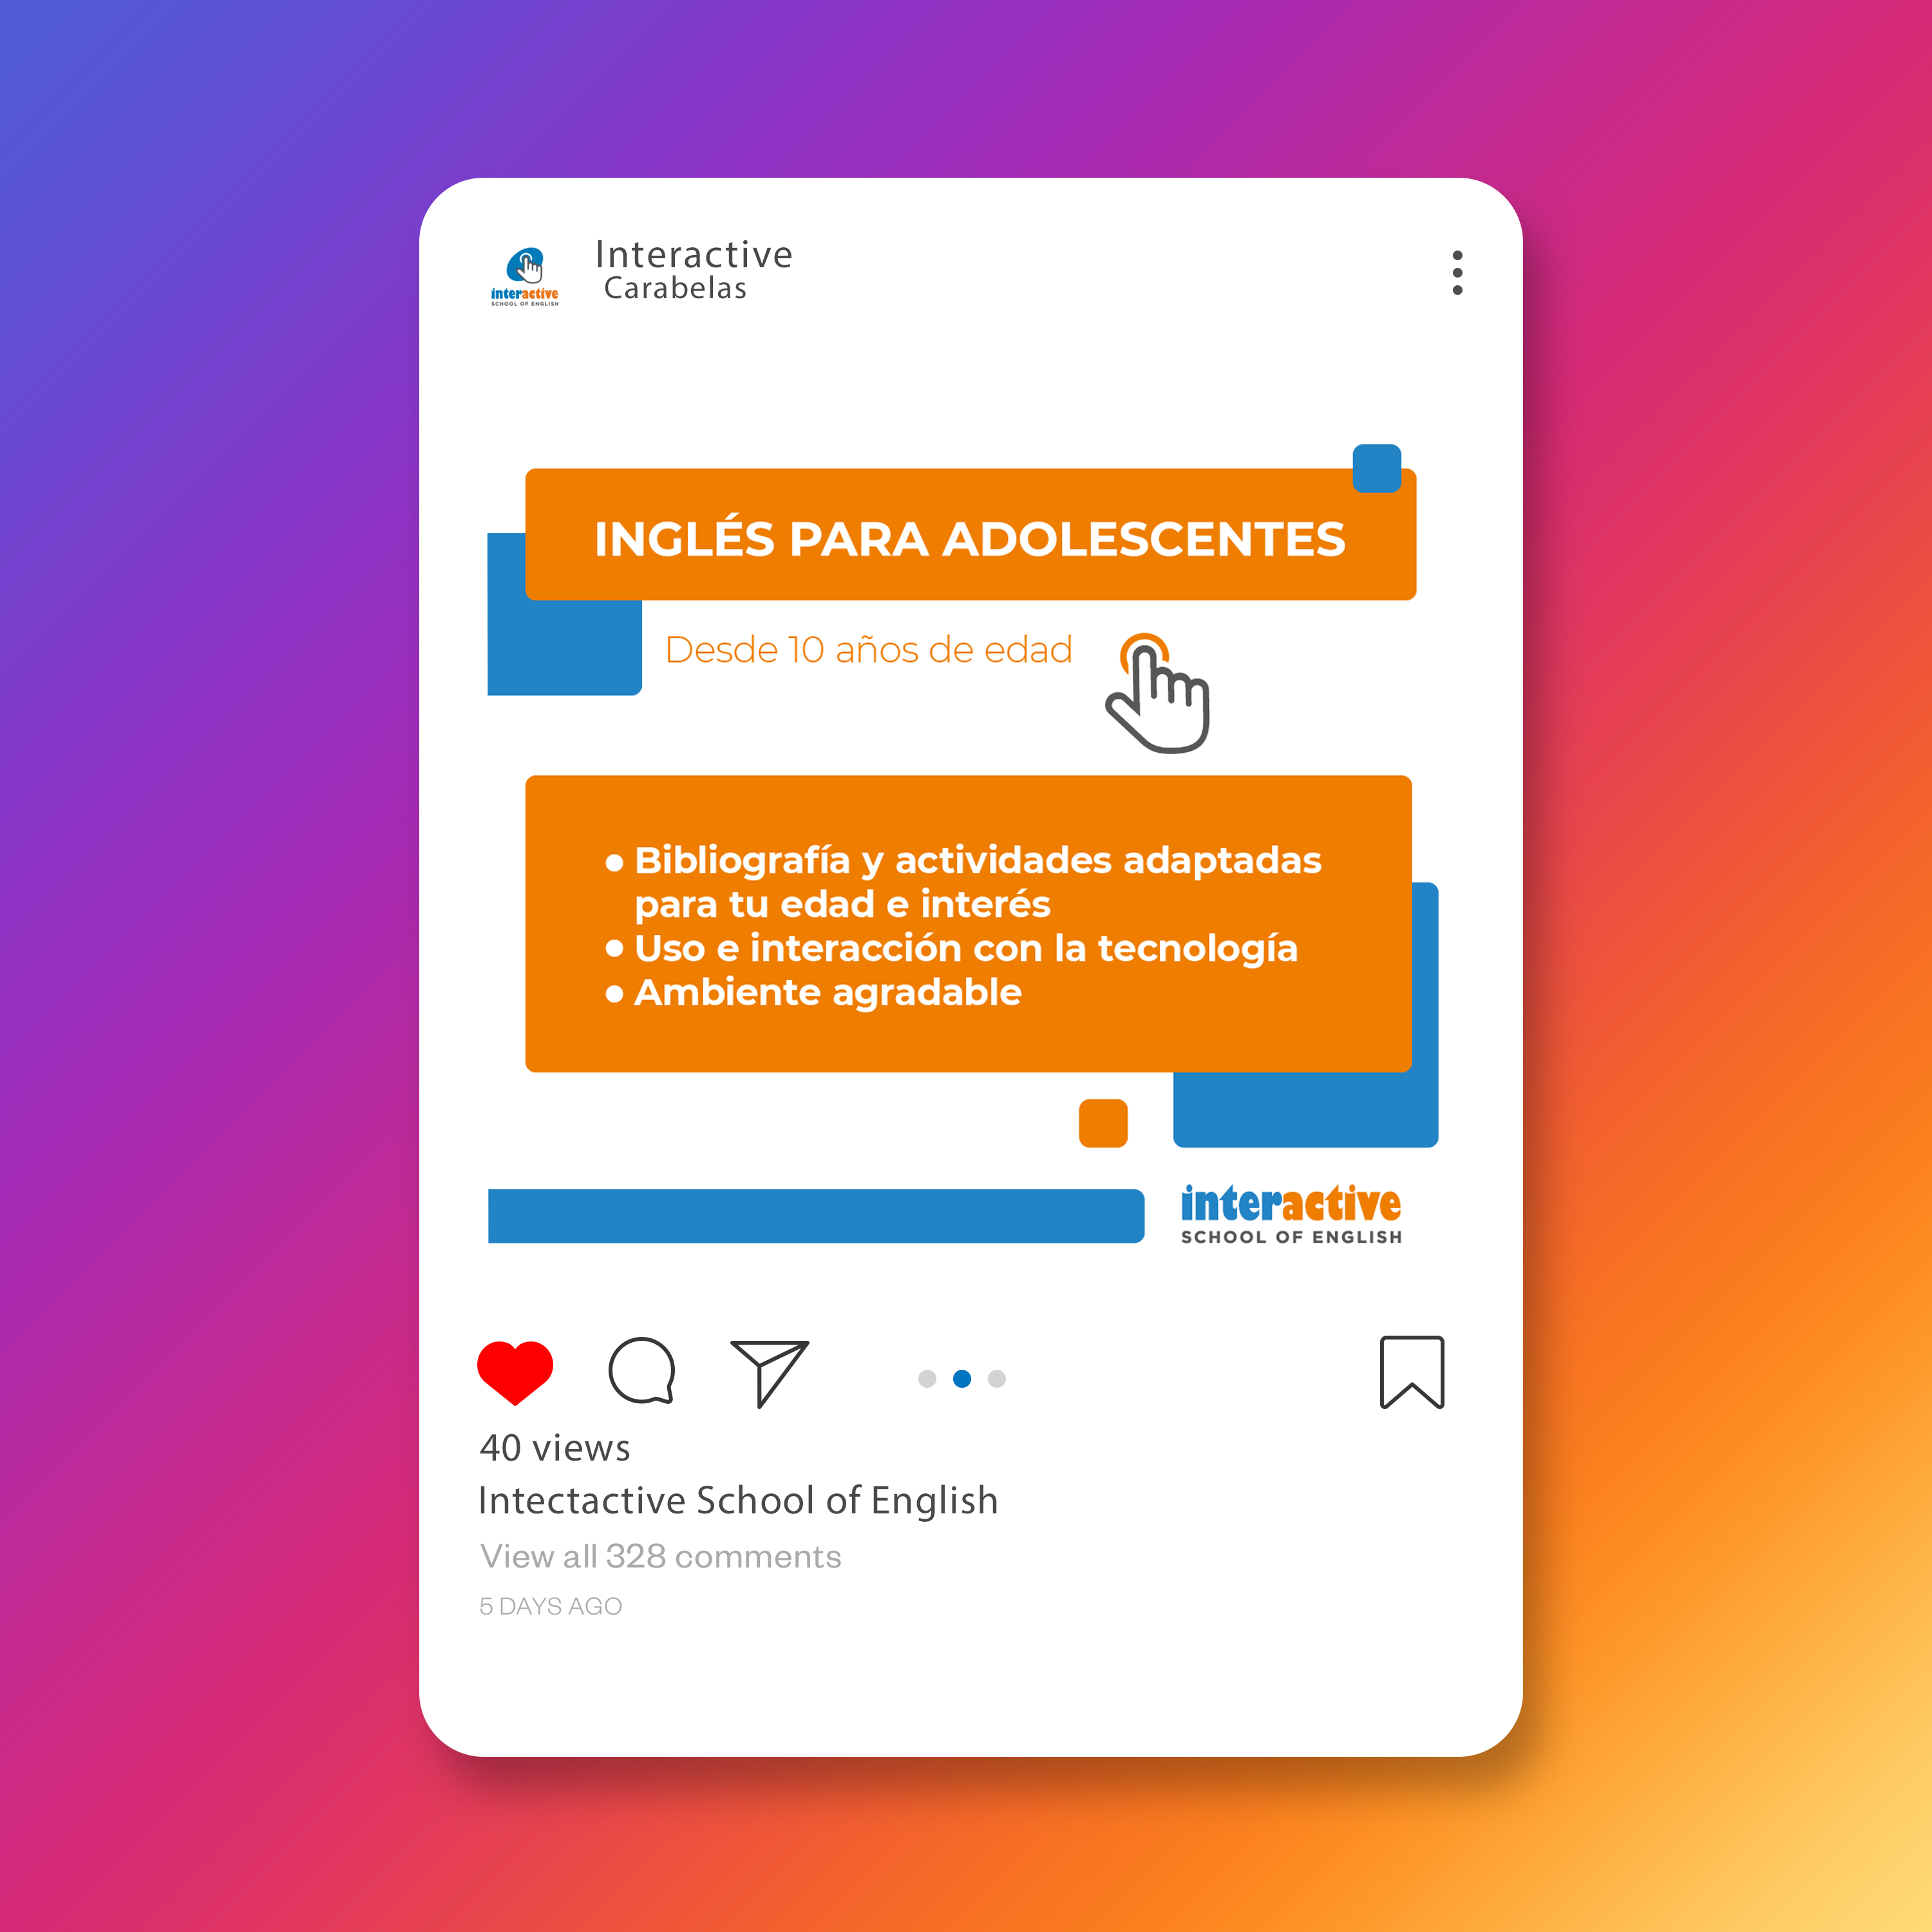 interactive
SCHOOL OF ENGLISH
Interactive
Carabelas
INGLÉS PARA ADOLESCENTES
Desde 10 años de edad
● Bibliografía y actividades adaptadas
para tu edad e interés
● Uso e interacción con la tecnología
● Ambiente agradable
interactive
SCHOOL OF ENGLISH
40 views
Intectactive School of English
View all 328 comments
5 DAYS AGO